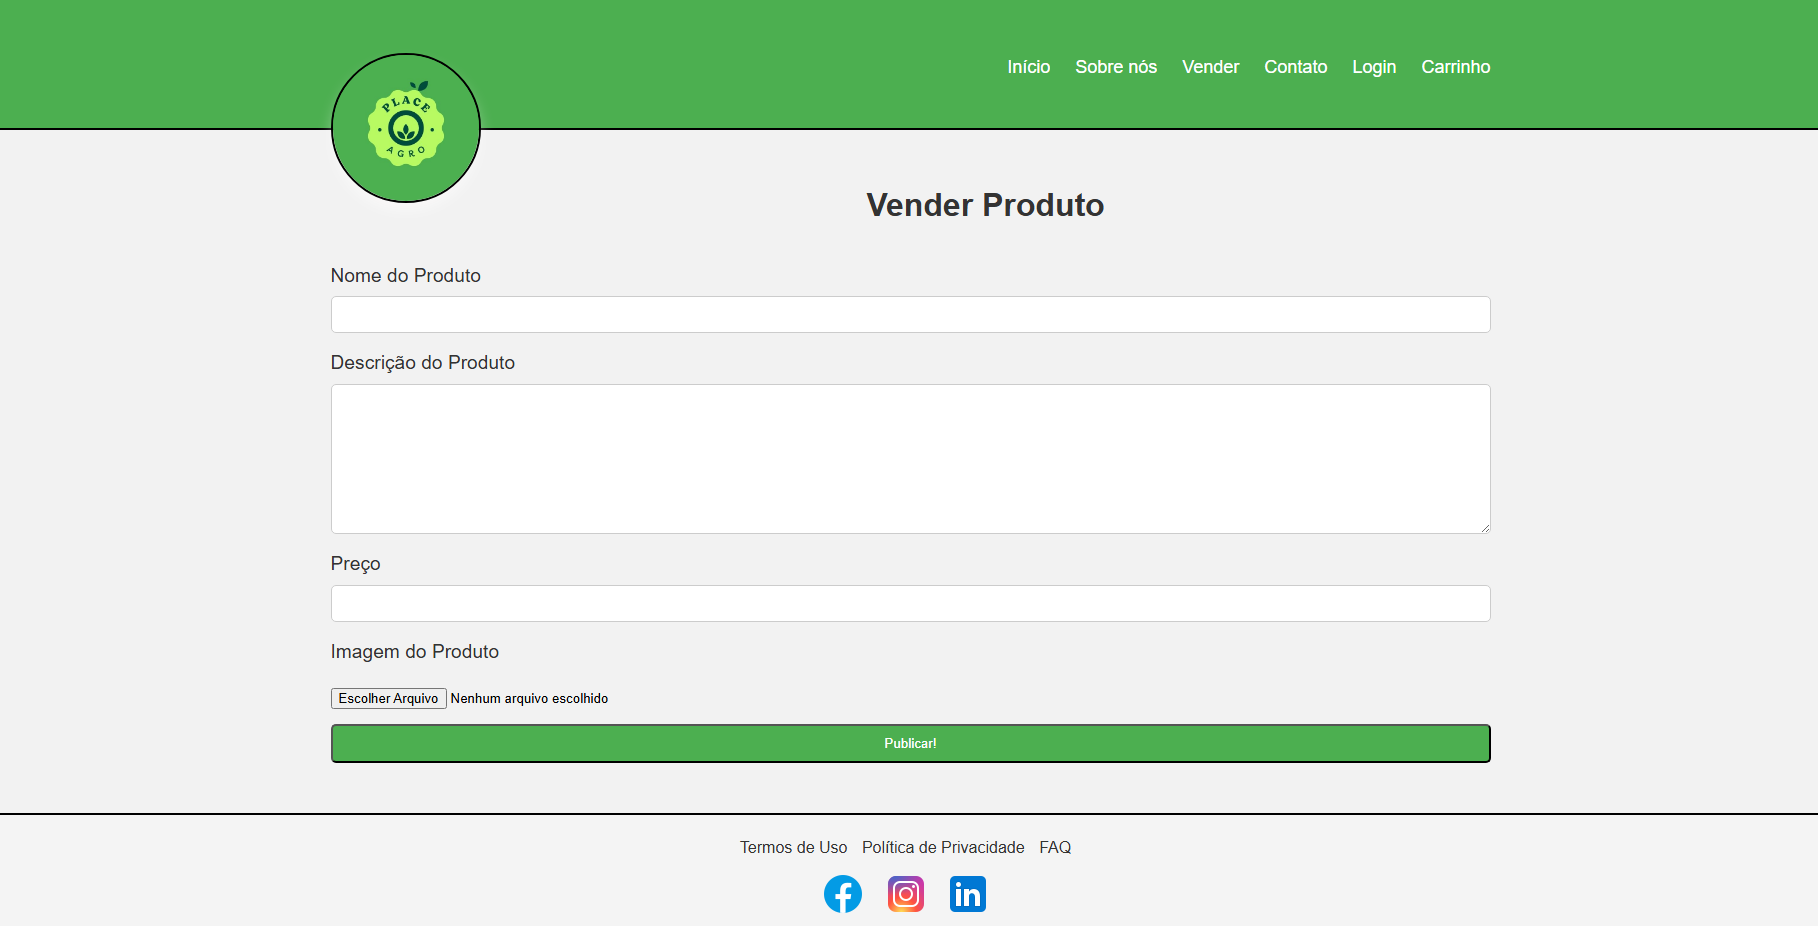 Início Sobre nós Vender Contato Login Carrinho
PLACE
AGRO
Vender Produto
Nome do Produto
Descrição do Produto
Preço
Imagem do Produto
Escolher Arquivo Nenhum arquivo escolhido
Publicar!
Termos de Uso Política de Privacidade FAQ
in